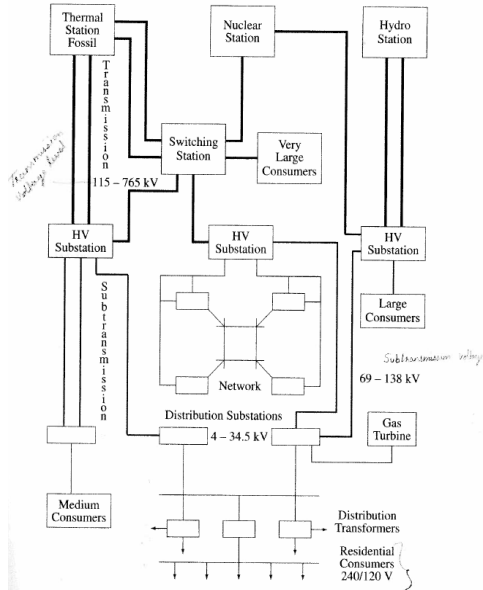 Thermal
Station
Fossil
Nuclear
Station
Hydro
Station
Transmission
Switching
Station
Very
Large
Consumers
Transmission
Voltage level
115 – 765 kV
HV
Substation
HV
Substation
HV
Substation
Subtransmission
Large
Consumers
Network
Subtransmission voltage
69 – 138 kV
Distribution Substations
4 – 34.5 kV
Gas
Turbine
Medium
Consumers
Distribution
Transformers
Residential
Consumers
240/120 V